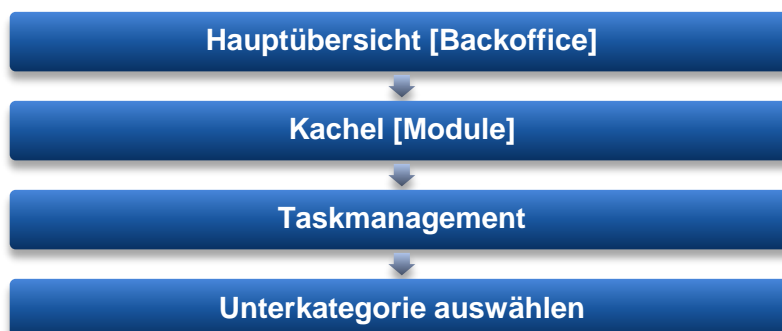 Hauptübersicht [Backoffice]
Kachel [Module]
Taskmanagement
Unterkategorie auswählen